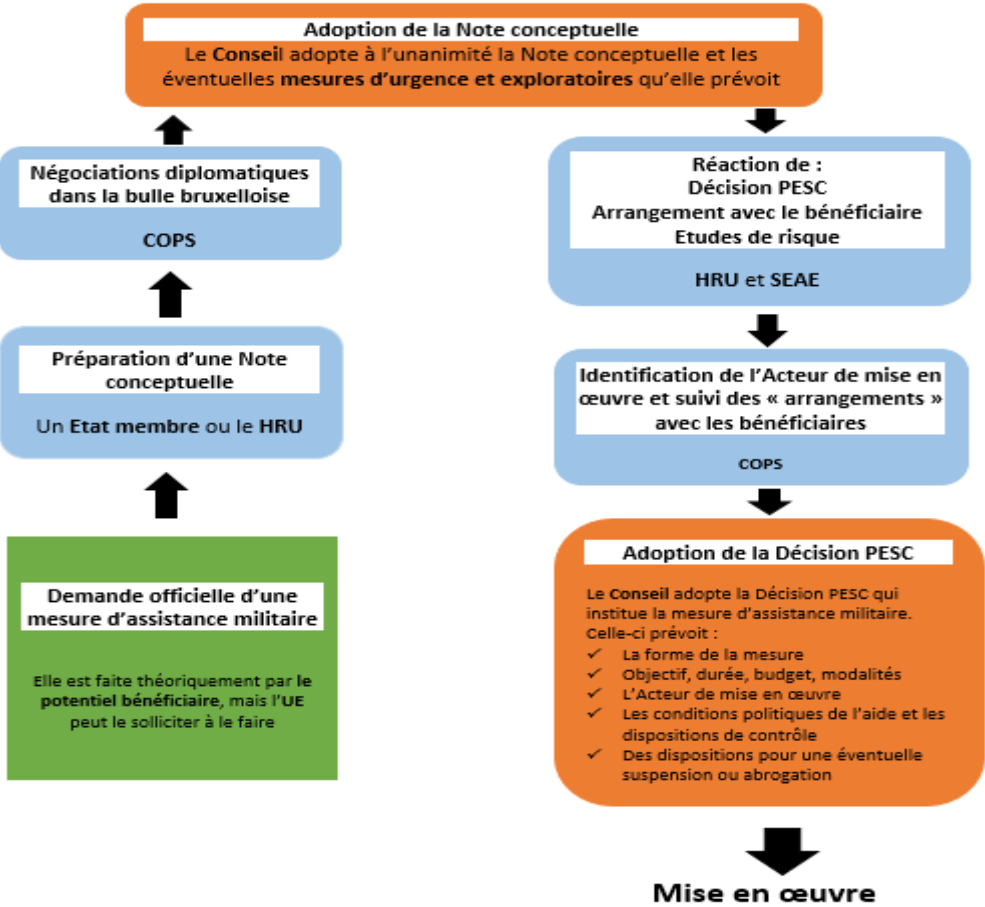 Adoption de la Note conceptuelle
Le Conseil adopte à l'unanimité la Note conceptuelle et les
éventuelles mesures d'urgence et exploratoires qu'elle prévoit
Négociations diplomatiques
dans la bulle bruxelloise
COPS
Préparation d'une Note
conceptuelle
Un Etat membre ou le HRU
Demande officielle d'une
mesure d'assistance militaire
Elle est faite théoriquement par le
potentiel bénéficiaire, mais l'UE
peut le solliciter à le faire
Réaction de :
Décision PESC
Arrangement avec le bénéficiaire
Etudes de risque
HRU et SEAE
Identification de l'Acteur de mise en
œuvre et suivi des « arrangements »
avec les bénéficiaires
COPS
Adoption de la Décision PESC
Le Conseil adopte la Décision PESC qui
institue la mesure d'assistance militaire.
Celle-ci prévoit :
✓ La forme de la mesure
✓ Objectif, durée, budget, modalités
✓ L'Acteur de mise en œuvre
✓ Les conditions politiques de l'aide et les
dispositions de contrôle
✓ Des dispositions pour une éventuelle
suspension ou abrogation
Mise en œuvre